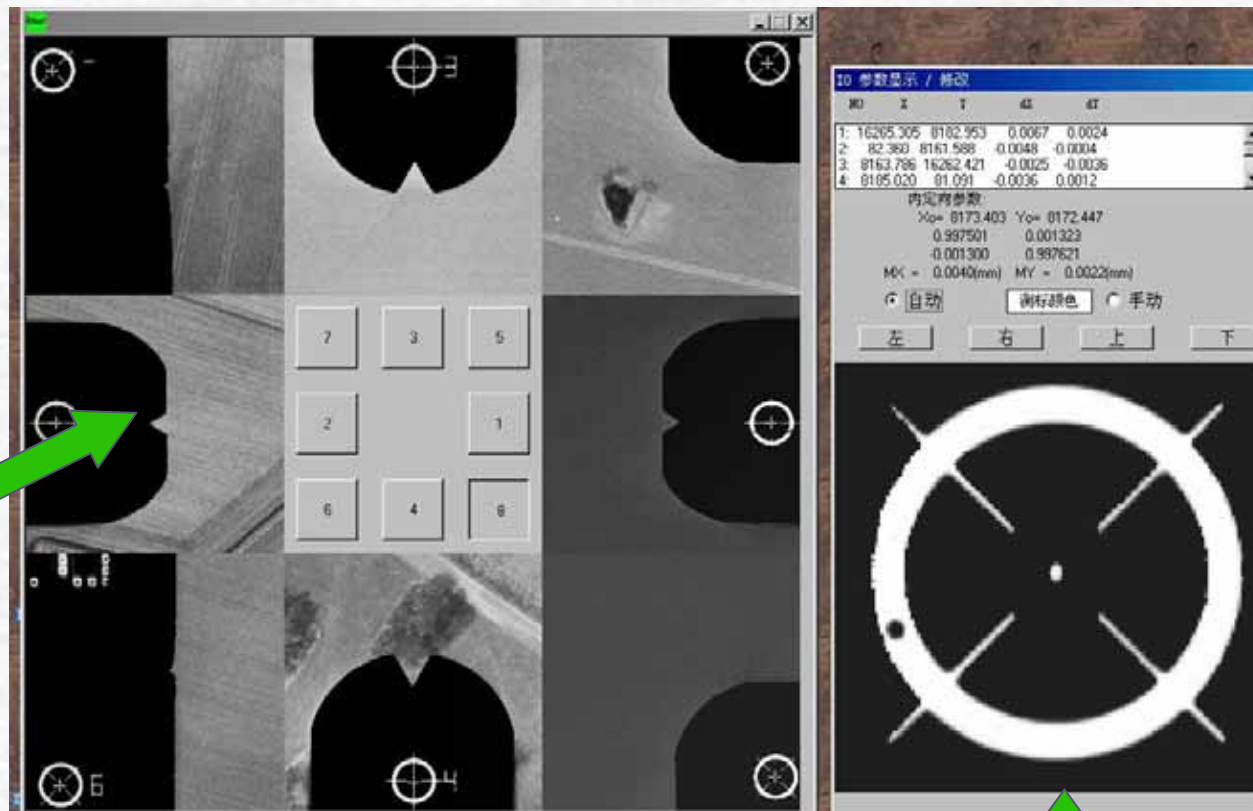 3
7 3 5
2 1
6 4 8
6
4
IO 参数显示 / 修改
NO X Y dX dY
1: 16265.305 8182.953 0.0067 0.0024
2: 82.360 8161.588 -0.0048 -0.0004
3: 8163.786 16262.421 -0.0025 -0.0036
4: 8185.020 81.091 -0.0036 0.0012
内定向参数
Xo= 8173.403 Yo= 8172.447
0.997501 0.001323
-0.001300 0.997621
MX = 0.0040(mm) MY = 0.0022(mm)
自动 测标颜色 手动
左 右 上 下